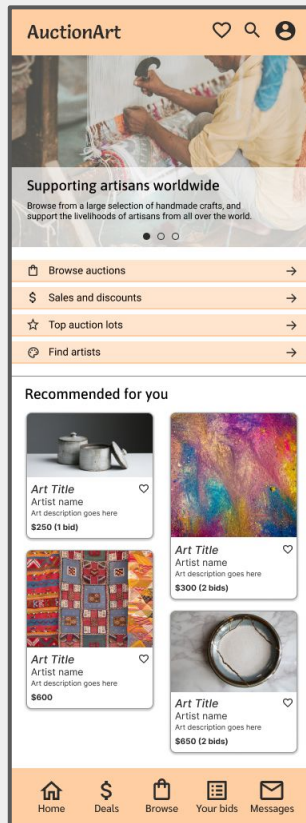 AuctionArt
Supporting artisans worldwide
Browse from a large selection of handmade crafts, and
support the livelihoods of artisans from all over the world.
Browse auctions
$ Sales and discounts
Top auction lots
Find artists
Recommended for you
Art Title
Artist name
Art description goes here
$250 (1 bid)
Art Title
Artist name
Art description goes here
$300 (2 bids)
Art Title
Artist name
Art description goes here
$600
Art Title
Artist name
Art description goes here
$650 (2 bids)
$
Home Deals Browse Your bids Messages